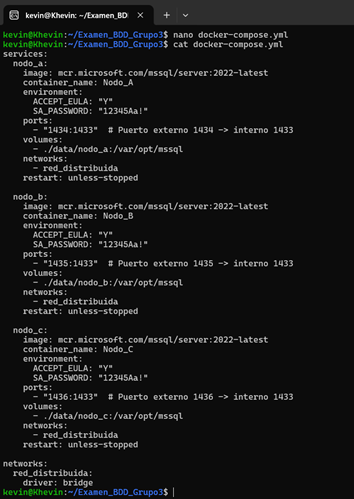 kevin@Khevin: ~/Examen_BD
kevin@Khevin:~/Examen_BDD_Grupo3$ nano docker-compose.yml
kevin@Khevin:~/Examen_BDD_Grupo3$ cat docker-compose.yml
services:
  nodo_a:
    image: mcr.microsoft.com/mssql/server:2022-latest
    container_name: Nodo_A
    environment:
      ACCEPT_EULA: "Y"
      SA_PASSWORD: "12345Aa!"
    ports:
      - "1434:1433"  # Puerto externo 1434 -> interno 1433
    volumes:
      - ./data/nodo_a:/var/opt/mssql
    networks:
      - red_distribuida
    restart: unless-stopped

  nodo_b:
    image: mcr.microsoft.com/mssql/server:2022-latest
    container_name: Nodo_B
    environment:
      ACCEPT_EULA: "Y"
      SA_PASSWORD: "12345Aa!"
    ports:
      - "1435:1433"  # Puerto externo 1435 -> interno 1433
    volumes:
      - ./data/nodo_b:/var/opt/mssql
    networks:
      - red_distribuida
    restart: unless-stopped

  nodo_c:
    image: mcr.microsoft.com/mssql/server:2022-latest
    container_name: Nodo_C
    environment:
      ACCEPT_EULA: "Y"
      SA_PASSWORD: "12345Aa!"
    ports:
      - "1436:1433"  # Puerto externo 1436 -> interno 1433
    volumes:
      - ./data/nodo_c:/var/opt/mssql
    networks:
      - red_distribuida
    restart: unless-stopped

networks:
  red_distribuida:
    driver: bridge
kevin@Khevin:~/Examen_BDD_Grupo3$